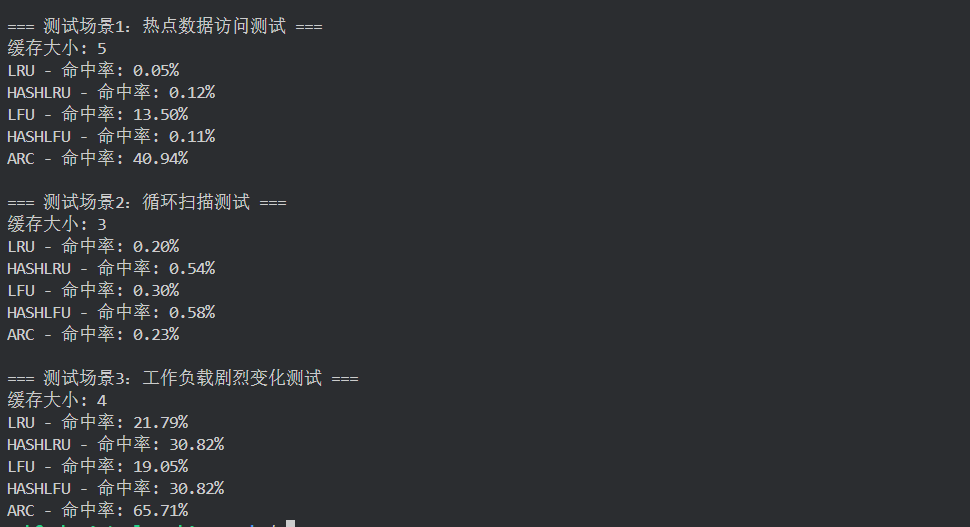 === 测试场景1：热点数据访问测试 ===
缓存大小: 5
LRU - 命中率: 0.05%
HASHLRU - 命中率: 0.12%
LFU - 命中率: 13.50%
HASHLFU - 命中率: 0.11%
ARC - 命中率: 40.94%
=== 测试场景2：循环扫描测试 ===
缓存大小: 3
LRU - 命中率: 0.20%
HASHLRU - 命中率: 0.54%
LFU - 命中率: 0.30%
HASHLFU - 命中率: 0.58%
ARC - 命中率: 0.23%
=== 测试场景3：工作负载剧烈变化测试 ===
缓存大小: 4
LRU - 命中率: 21.79%
HASHLRU - 命中率: 30.82%
LFU - 命中率: 19.05%
HASHLFU - 命中率: 30.82%
ARC - 命中率: 65.71%